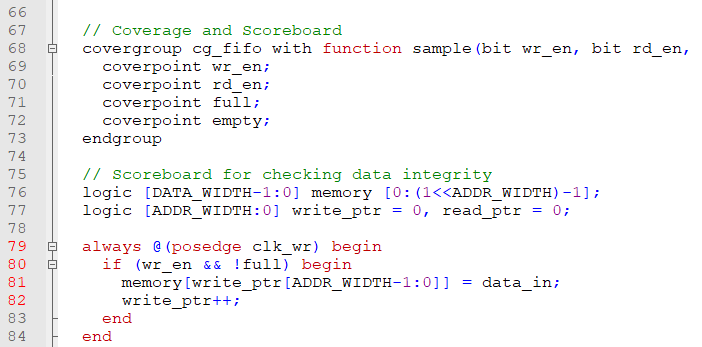 66
67 // Coverage and Scoreboard
68 covergroup cg_fifo with function sample(bit wr_en, bit rd_en,
69 coverpoint wr_en;
70 coverpoint rd_en;
71 coverpoint full;
72 coverpoint empty;
73 endgroup
74
75 // Scoreboard for checking data integrity
76 logic [DATA_WIDTH-1:0] memory [0:(1<<ADDR_WIDTH)-1];
77 logic [ADDR_WIDTH:0] write_ptr = 0, read_ptr = 0;
78
79 always @(posedge clk_wr) begin
80 if (wr_en && !full) begin
81 memory[write_ptr[ADDR_WIDTH-1:0]] = data_in;
82 write_ptr++;
83 end
84 end